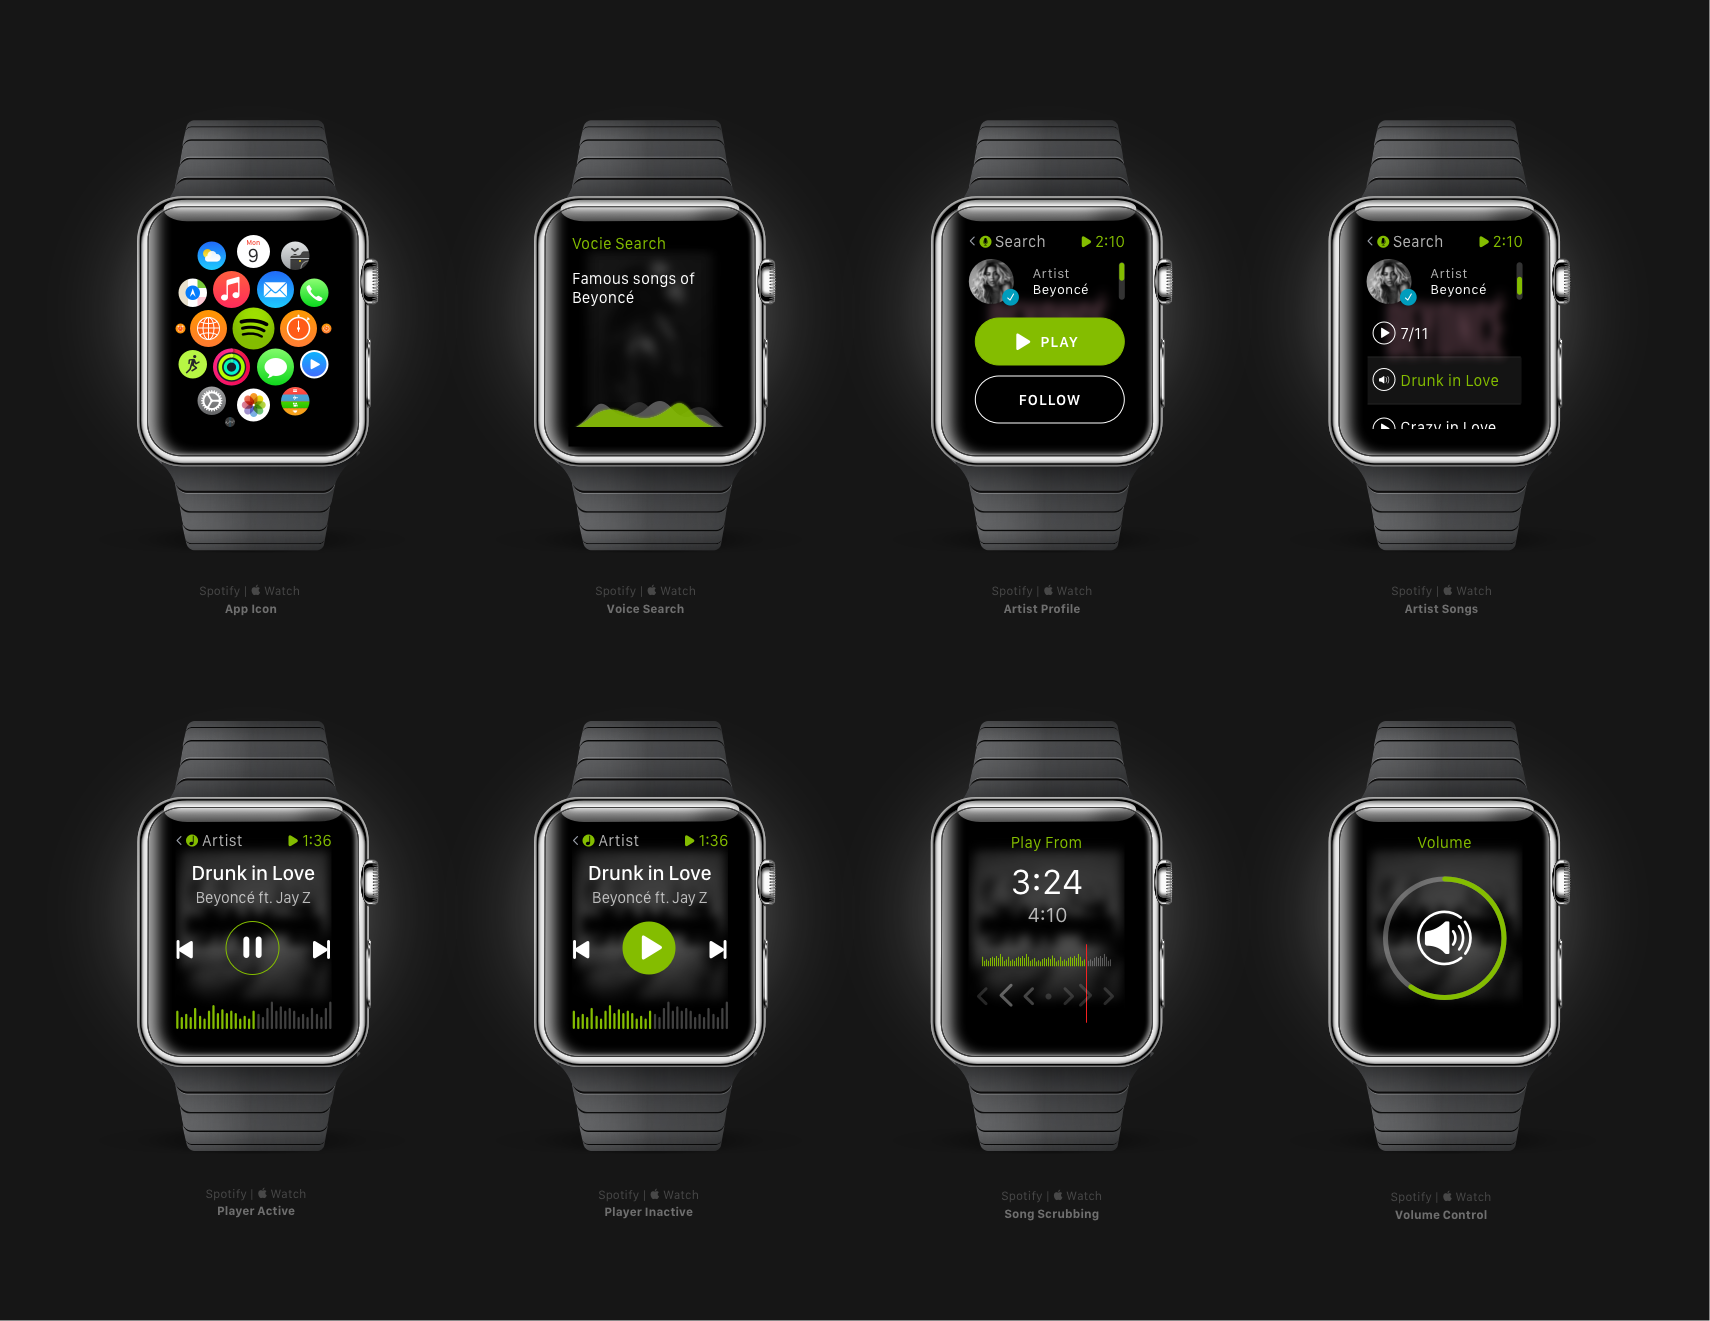 Mon
9
Vocie Search
Famous songs of
Beyoncé
Search 2:10
Artist
Beyoncé
PLAY
FOLLOW
Search 2:10
Artist
Beyoncé
7/11
Drunk in Love
Crazy in Love
Spotify | Watch
App Icon
Spotify | Watch
Voice Search
Spotify | Watch
Artist Profile
Spotify | Watch
Artist Songs
Artist 1:36
Drunk in Love
Beyoncé ft. Jay Z
Artist 1:36
Drunk in Love
Beyoncé ft. Jay Z
Play From
3:24
4:10
Volume
Spotify | Watch
Player Active
Spotify | Watch
Player Inactive
Spotify | Watch
Song Scrubbing
Spotify | Watch
Volume Control